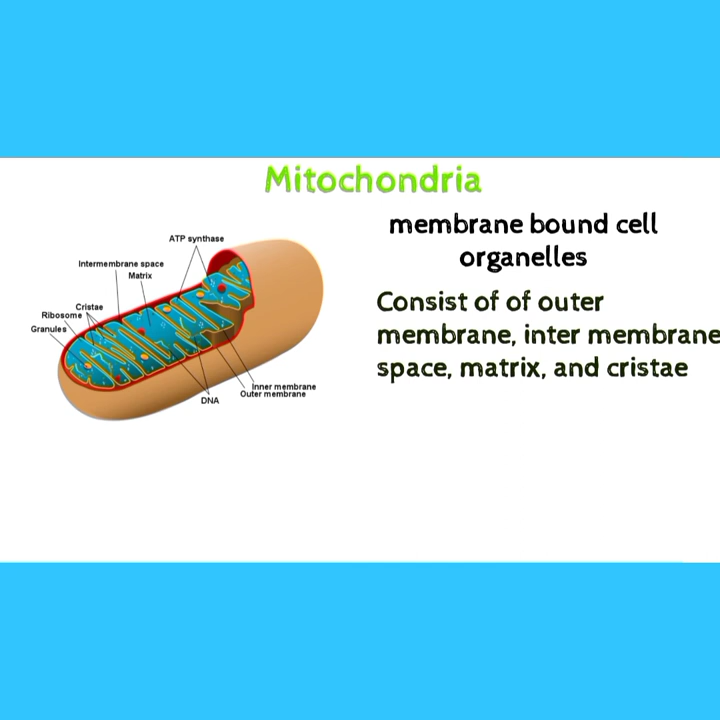 Mitochondria
membrane bound cell
organelles
Consist of of outer
membrane, inter membrane
space, matrix, and cristae
ATP synthase
Intermembrane space
Matrix
Cristae
Ribosome
Granules
Inner membrane
Outer membrane
DNA